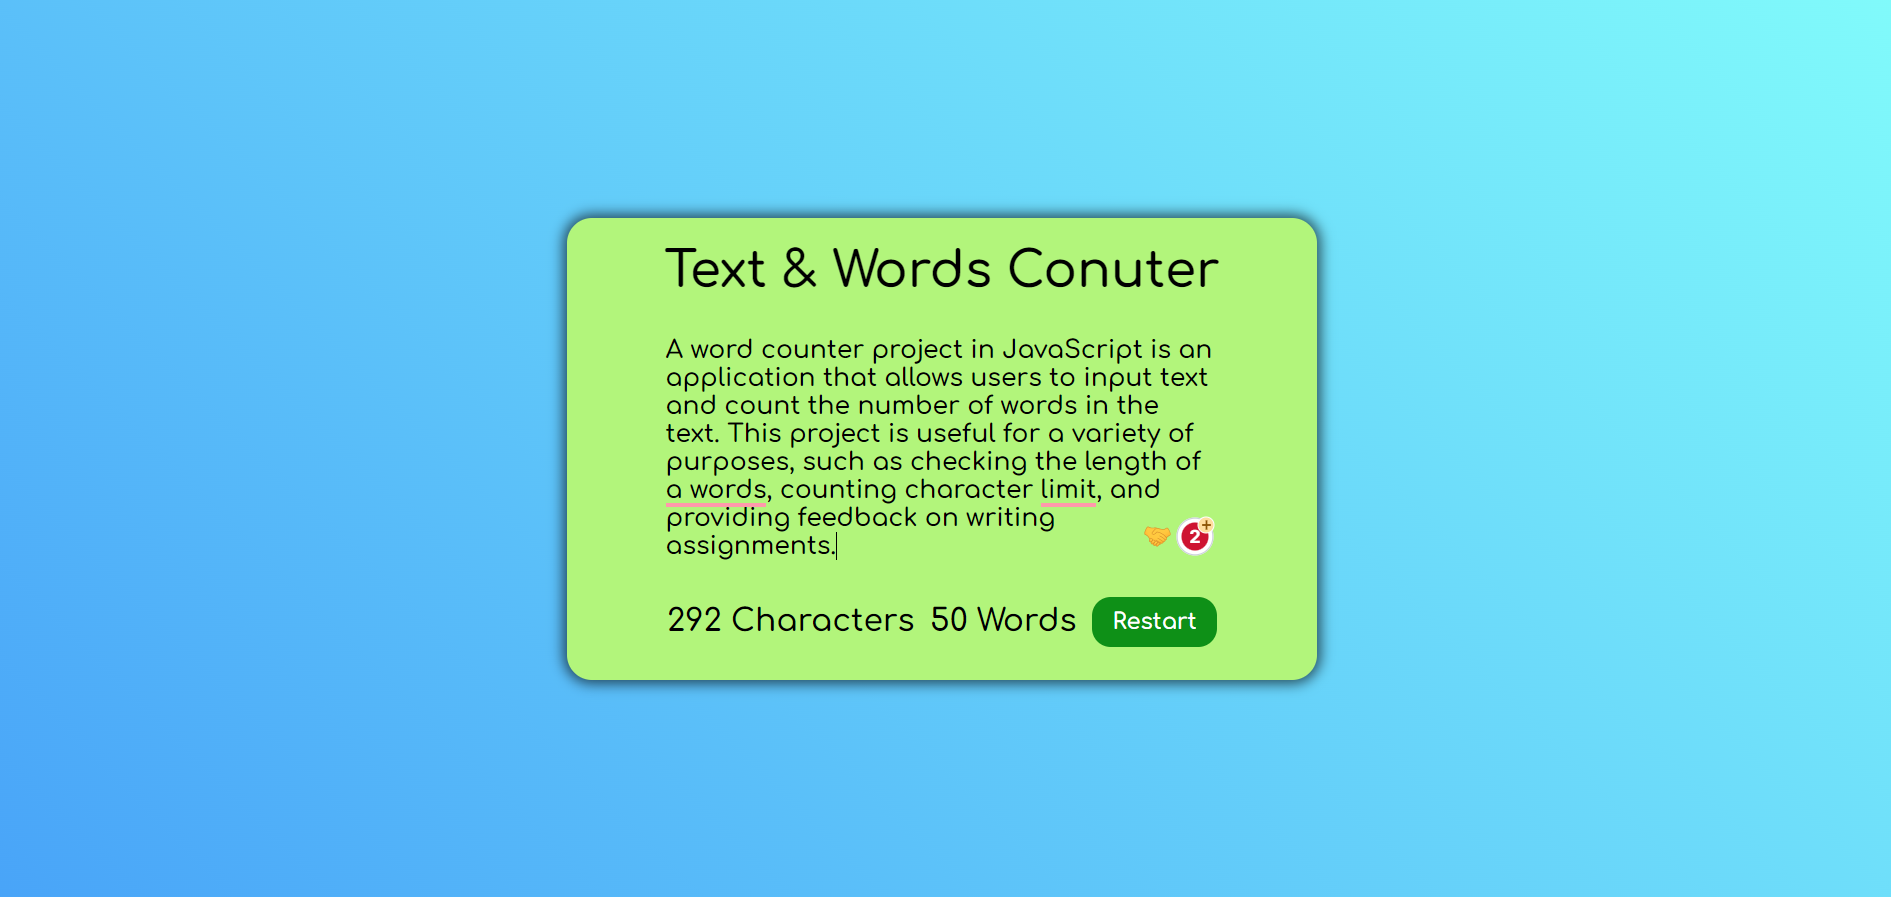 Text & Words Conuter
A word counter project in JavaScript is an
application that allows users to input text
and count the number of words in the
text. This project is useful for a variety of
purposes, such as checking the length of
a words, counting character limit, and
providing feedback on writing
assignments.
2+
292 Characters 50 Words Restart